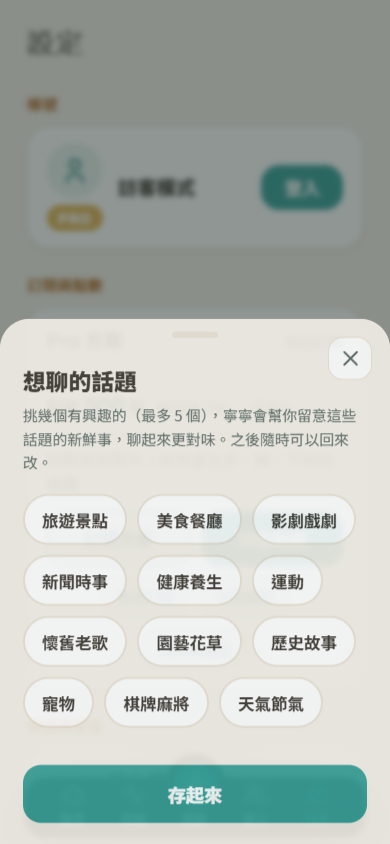 設定
帳號
訪客模式
PRO
登入
想聊的話題
挑幾個有興趣的（最多 5 個），寧寧會幫你留意這些
話題的新鮮事，聊起來更對味。之後隨時可以回來
改。
旅遊景點
美食餐廳
影劇戲劇
新聞時事
健康養生
運動
懷舊老歌
園藝花草
歷史故事
寵物
棋牌麻將
天氣節氣
存起來